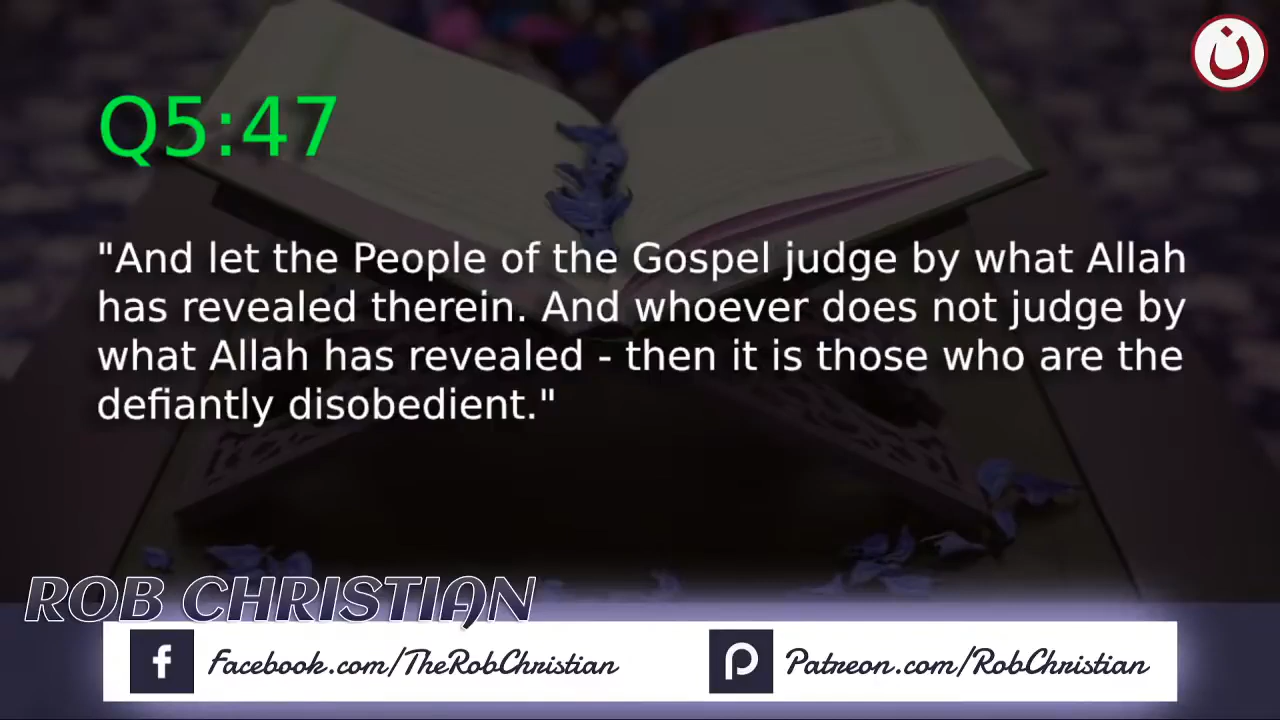 ن
Q5:47
"And let the People of the Gospel judge by what Allah
has revealed therein. And whoever does not judge by
what Allah has revealed - then it is those who are the
defiantly disobedient."
ROB CHRISTIAN
Facebook.com/TheRobChristian
Patreon.com/RobChristian